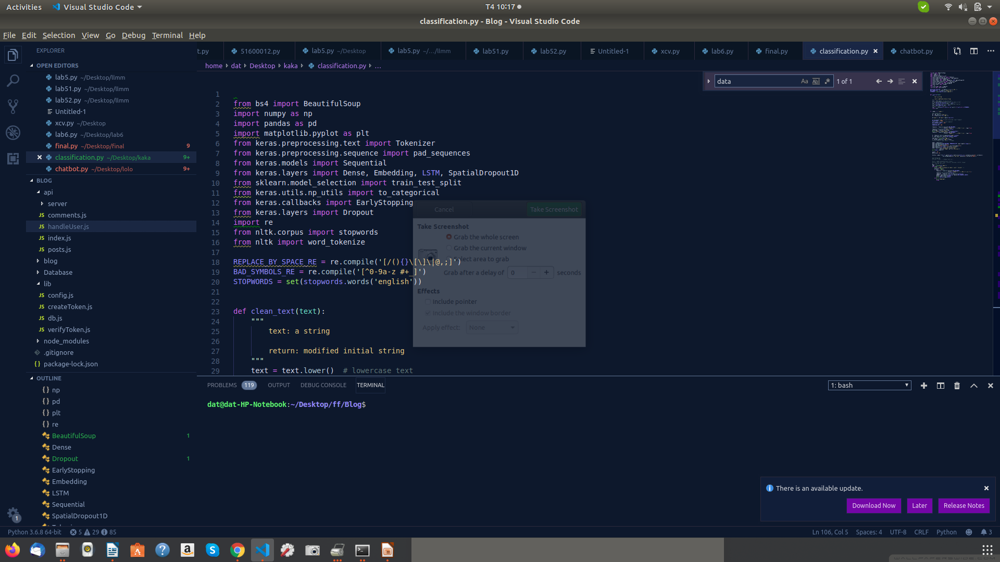 Activities
Visual Studio Code
T4 10:17
classification.py - Blog - Visual Studio Code
File Edit Selection View Go Debug Terminal Help
EXPLORER
OPEN EDITORS
lab5.py ~/Desktop/llmm
lab51.py ~/Desktop/llmm
lab52.py ~/Desktop/llmm
Untitled-1
xcv.py ~/Desktop
lab6.py ~/Desktop/lab6
final.py ~/Desktop/final 9
classification.py ~/Desktop/kaka 9+
chatbot.py ~/Desktop/lolo 9+
BLOG
api
server
JS comments.js
JS handleUser.js
JS index.js
JS posts.js
blog
Database
lib
JS config.js
JS createToken.js
JS db.js
JS verifyToken.js
node_modules
.gitignore
{} package-lock.json
OUTLINE
{} np
{} pd
{} plt
{} re
BeautifulSoup 1
Dense
Dropout 1
EarlyStopping
Embedding
LSTM
Sequential
SpatialDropout1D
t.py 51600012.py lab5.py ~/Desktop lab5.py ~/.../llmm lab51.py lab52.py Untitled-1 xcv.py lab6.py final.py classification.py chatbot.py
home dat Desktop kaka classification.py ...
data Aa Abl .* 1 of 1
1
2 from bs4 import BeautifulSoup
3 import numpy as np
4 import pandas as pd
5 import matplotlib.pyplot as plt
6 from keras.preprocessing.text import Tokenizer
7 from keras.preprocessing.sequence import pad_sequences
8 from keras.models import Sequential
9 from keras.layers import Dense, Embedding, LSTM, SpatialDropout1D
10 from sklearn.model_selection import train_test_split
11 from keras.utils.np_utils import to_categorical
12 from keras.callbacks import EarlyStopping
13 from keras.layers import Dropout
14 import re
15 from nltk.corpus import stopwords
16 from nltk import word_tokenize
17
18 REPLACE_BY_SPACE_RE = re.compile('[/(){}\[\]\|@,;]')
19 BAD_SYMBOLS_RE = re.compile('[^0-9a-z #+_]')
20 STOPWORDS = set(stopwords.words('english'))
21
22
23 def clean_text(text):
24 """
25 text: a string
26
27 return: modified initial string
28 """
29 text = text.lower() # lowercase text
Cancel Take Screenshot
Take Screenshot
Grab the whole screen
Grab the current window
Select area to grab
Grab after a delay of 0 − + seconds
Effects
Include pointer
Include the window border
Apply effect: None
PROBLEMS 119 OUTPUT DEBUG CONSOLE TERMINAL
1: bash
dat@dat-HP-Notebook:~/Desktop/ff/Blog$
There is an available update.
Download Now Later Release Notes
1
Python 3.6.8 64-bit 5 29 85
Ln 106, Col 5 Spaces: 4 UTF-8 CRLF Python 3